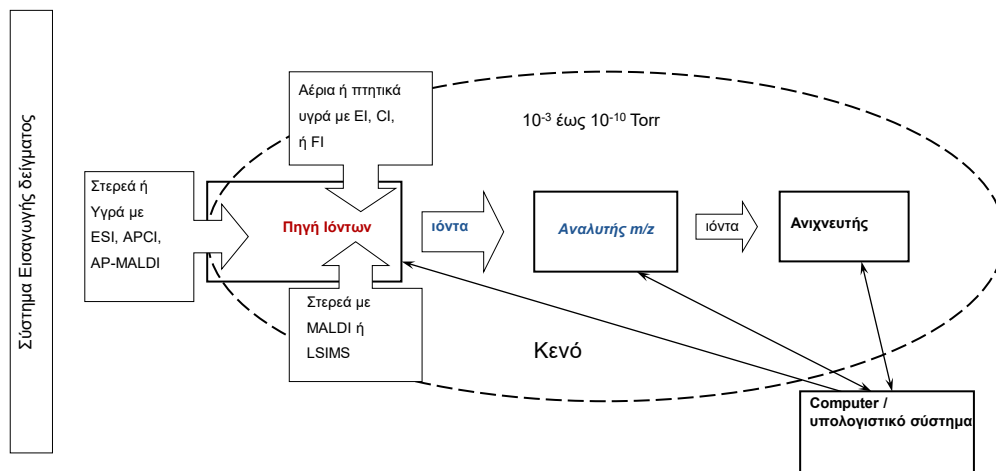 Σύστημα Εισαγωγής δείγματος
Αέρια ή πτητικά
υγρά με EI, CI,
ή FI
10⁻³ έως 10⁻¹⁰ Torr
Στερεά ή
Υγρά με
ESI, APCI,
AP-MALDI
Πηγή Ιόντων
ιόντα
Αναλυτής m/z
ιόντα
Ανιχνευτής
Στερεά με
MALDI ή
LSIMS
Κενό
Computer /
υπολογιστικό σύστημα